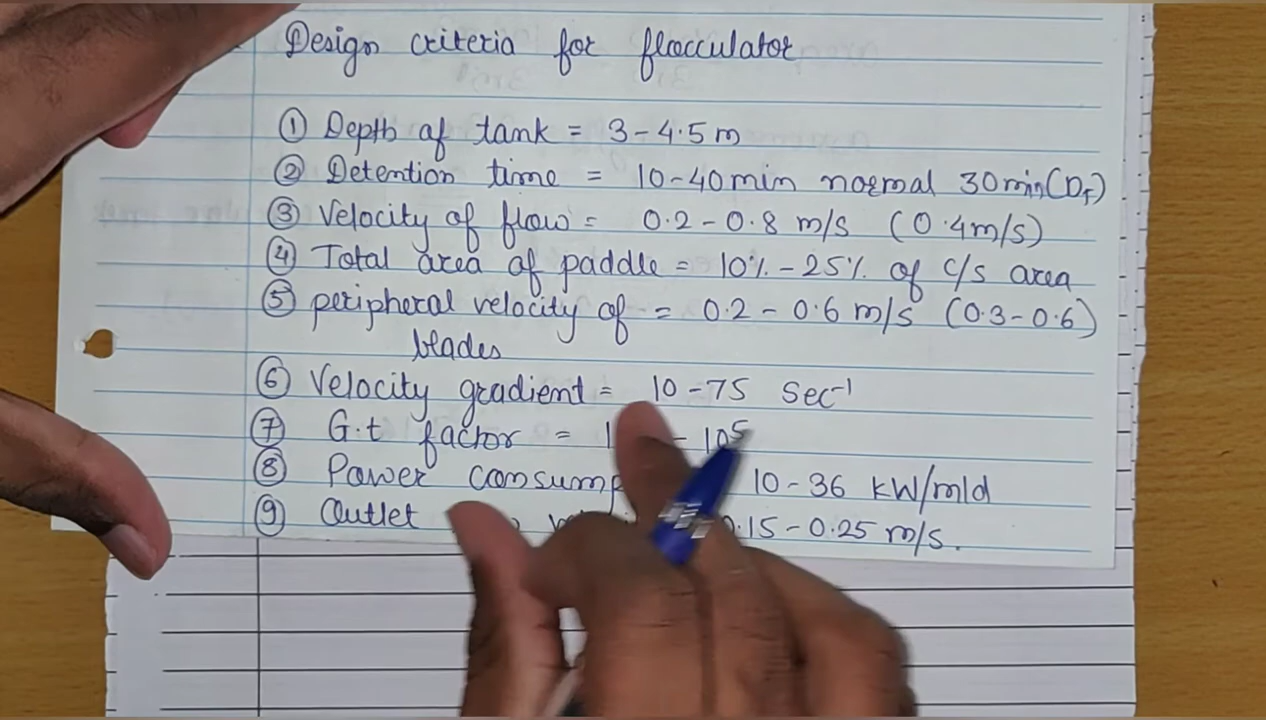 Design criteria for flocculator
① Depth of tank = 3 - 4.5 m
② Detention time = 10-40 min normal 30 min (DT)
③ Velocity of flow = 0.2 - 0.8 m/s (0.4 m/s)
④ Total area of paddle = 10% - 25% of c/s area
⑤ peripheral velocity of = 0.2 - 0.6 m/s (0.3 - 0.6)
blades
⑥ Velocity gradient = 10 - 75 Sec⁻¹
⑦ G.t factor = - 10⁵
⑧ Power 10 - 36 kW/mld
⑨ Outlet 0.15 - 0.25 m/s.